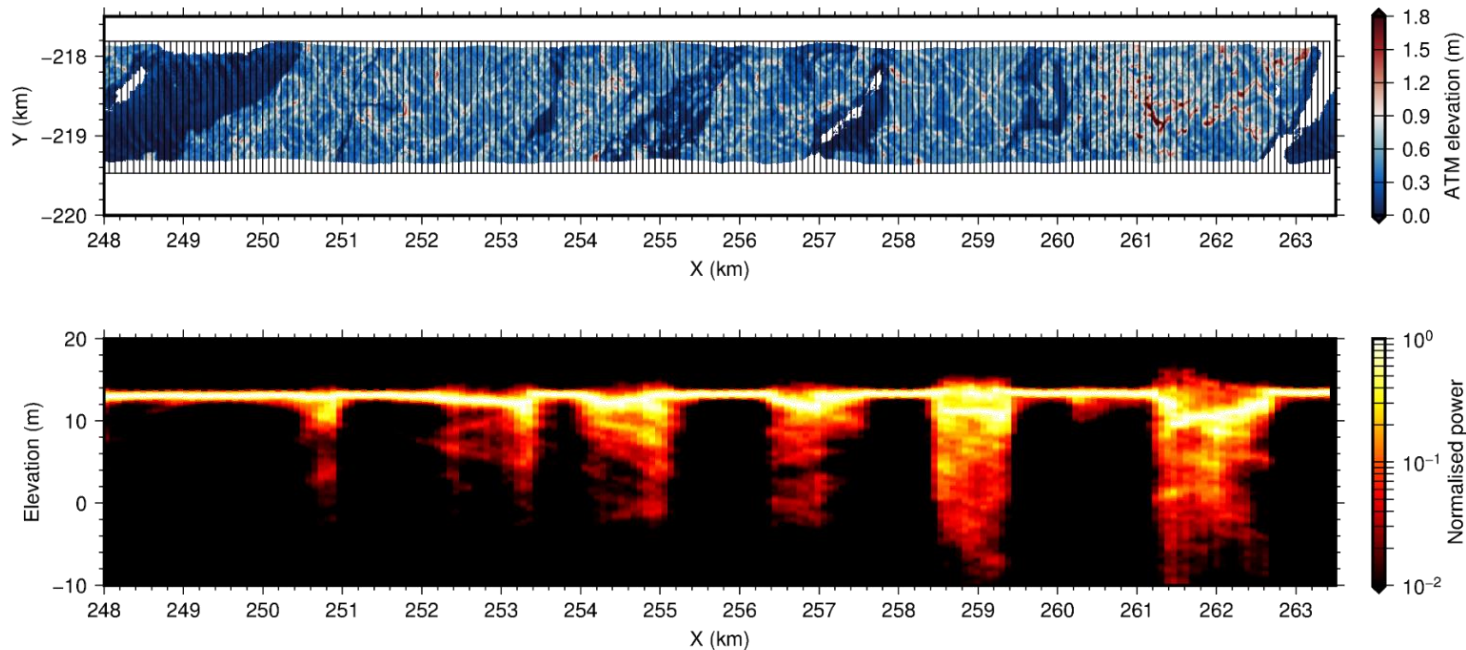 −218
−219
−220
Y (km)
248 249 250 251 252 253 254 255 256 257 258 259 260 261 262 263
X (km)
1.8
1.5
1.2
0.9
0.6
0.3
0.0
ATM elevation (m)
20
10
0
−10
Elevation (m)
248 249 250 251 252 253 254 255 256 257 258 259 260 261 262 263
X (km)
10⁰
10⁻¹
10⁻²
Normalised power